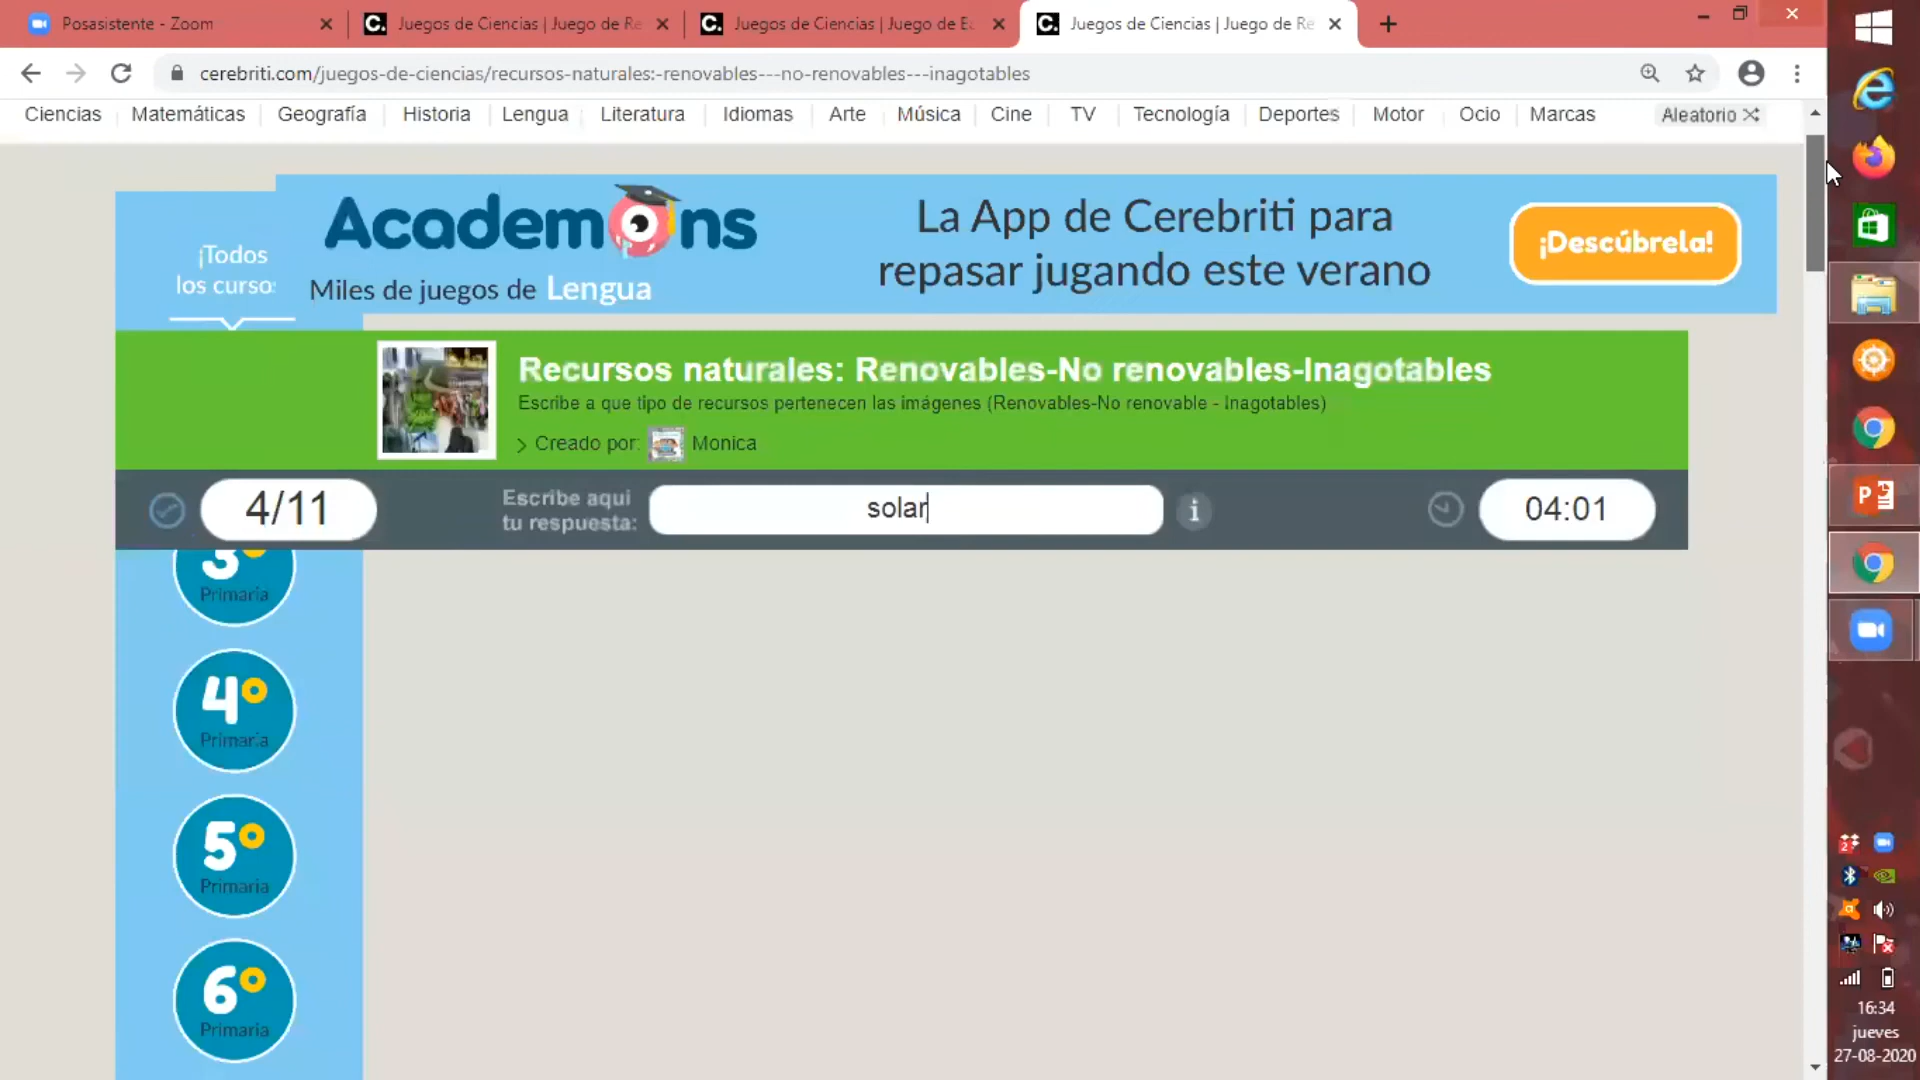 Posasistente - Zoom
Juegos de Ciencias | Juego de Re
Juegos de Ciencias | Juego de E
Juegos de Ciencias | Juego de Re
cerebriti.com/juegos-de-ciencias/recursos-naturales:-renovables---no-renovables---inagotables
Ciencias Matemáticas Geografía Historia Lengua Literatura Idiomas Arte Música Cine TV Tecnología Deportes Motor Ocio Marcas Aleatorio
¡Todos
los curso
Academons
Miles de juegos de Lengua
La App de Cerebriti para
repasar jugando este verano
¡Descúbrela!
Recursos naturales: Renovables-No renovables-Inagotables
Escribe a que tipo de recursos pertenecen las imágenes (Renovables-No renovable - Inagotables)
Creado por: Monica
4/11
Escribe aqui
tu respuesta:
solar
04:01
3º
Primaria
4º
Primaria
5º
Primaria
6º
Primaria
16:34
jueves
27-08-2020